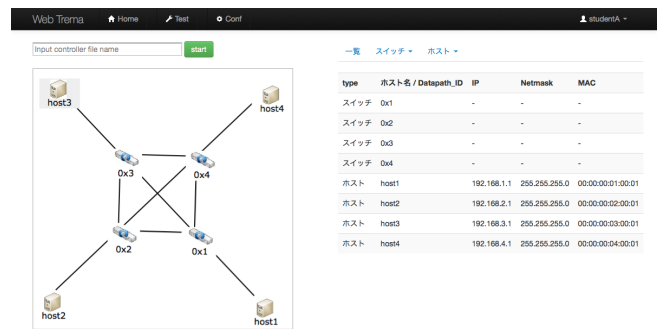 Web Trema Home Test Conf studentA
Input controller file name start
一覧 スイッチ ホスト
host3
host4
0x3
0x4
0x2
0x1
host2
host1
type ホスト名 / Datapath_ID IP Netmask MAC
スイッチ 0x1 - - -
スイッチ 0x2 - - -
スイッチ 0x3 - - -
スイッチ 0x4 - - -
ホスト host1 192.168.1.1 255.255.255.0 00:00:00:01:00:01
ホスト host2 192.168.2.1 255.255.255.0 00:00:00:02:00:01
ホスト host3 192.168.3.1 255.255.255.0 00:00:00:03:00:01
ホスト host4 192.168.4.1 255.255.255.0 00:00:00:04:00:01